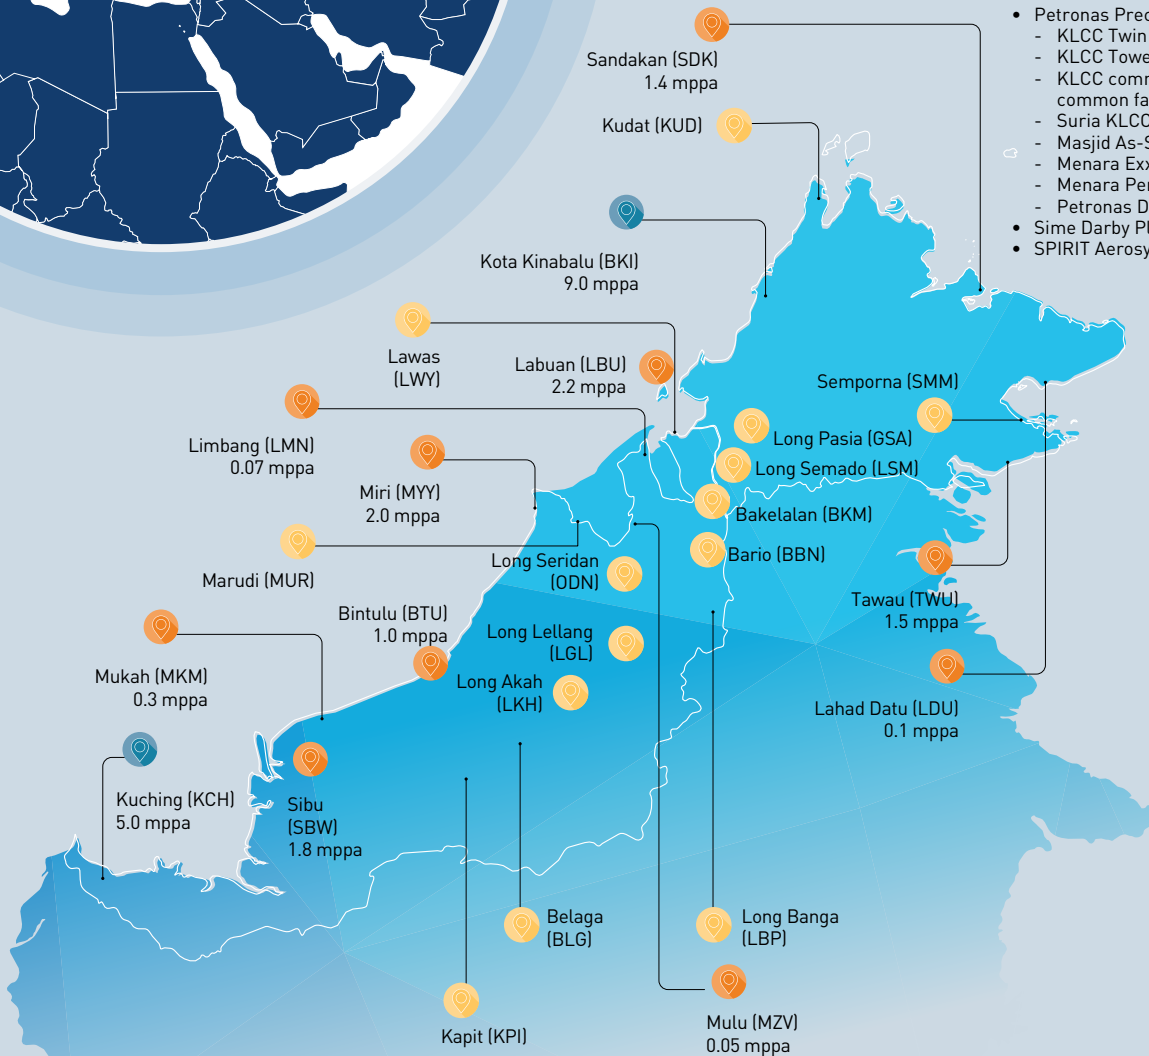 • Petronas
- KLCC Twin
- KLCC
- KLCC
common
- Suria KLCC
- Masjid
- Menara
- Menara
- Petronas
• Sime Darby
• SPIRIT
Sandakan (SDK)
1.4 mppa
Kudat (KUD)
Kota Kinabalu (BKI)
9.0 mppa
Lawas
(LWY)
Labuan (LBU)
2.2 mppa
Semporna (SMM)
Limbang (LMN)
0.07 mppa
Long Pasia (GSA)
Long Semado (LSM)
Miri (MYY)
2.0 mppa
Bakelalan (BKM)
Bario (BBN)
Marudi (MUR)
Long Seridan
(ODN)
Tawau (TWU)
1.5 mppa
Bintulu (BTU)
1.0 mppa
Long Lellang
(LGL)
Mukah (MKM)
0.3 mppa
Long Akah
(LKH)
Lahad Datu (LDU)
0.1 mppa
Kuching (KCH)
5.0 mppa
Sibu
(SBW)
1.8 mppa
Belaga
(BLG)
Long Banga
(LBP)
Kapit (KPI)
Mulu (MZV)
0.05 mppa